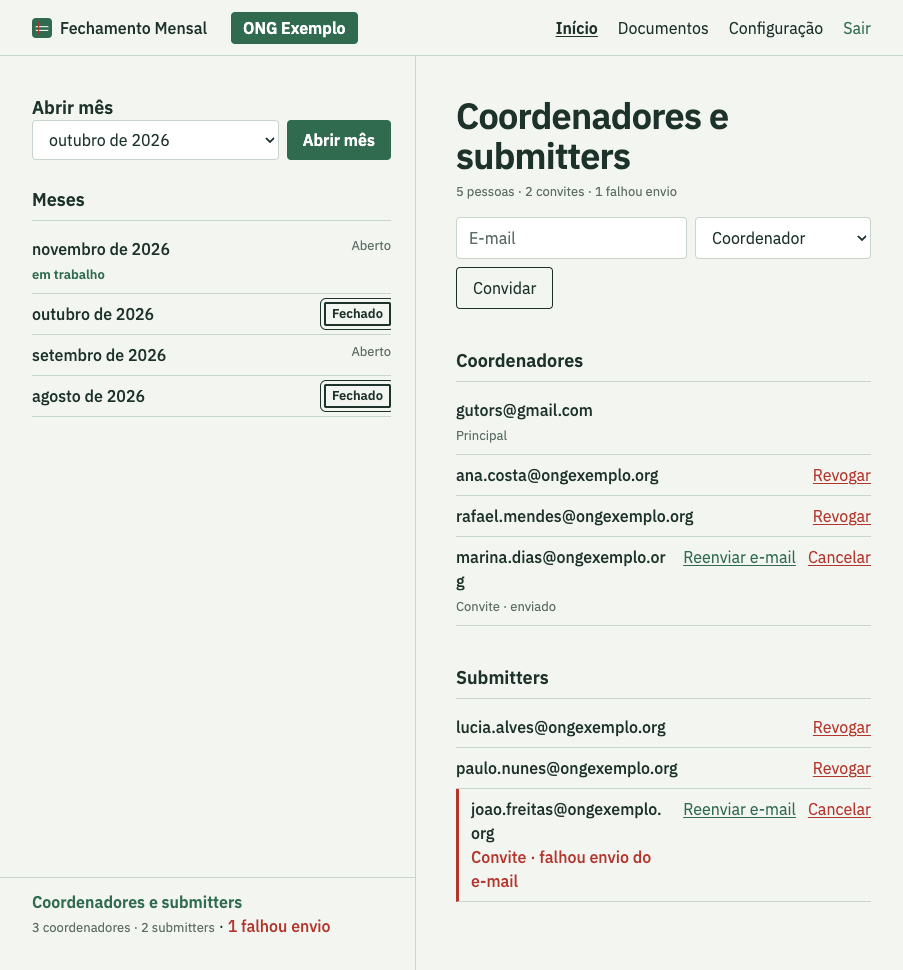 Fechamento Mensal
ONG Exemplo
Início
Documentos
Configuração
Sair
Abrir mês
outubro de 2026
Abrir mês
Meses
novembro de 2026
Aberto
em trabalho
outubro de 2026
Fechado
setembro de 2026
Aberto
agosto de 2026
Fechado
Coordenadores e submitters
3 coordenadores · 2 submitters · 1 falhou envio
Coordenadores e
submitters
5 pessoas · 2 convites · 1 falhou envio
E-mail
Coordenador
Convidar
Coordenadores
gutors@gmail.com
Principal
ana.costa@ongexemplo.org
Revogar
rafael.mendes@ongexemplo.org
Revogar
marina.dias@ongexemplo.or
g
Reenviar e-mail
Cancelar
Convite · enviado
Submitters
lucia.alves@ongexemplo.org
Revogar
paulo.nunes@ongexemplo.org
Revogar
joao.freitas@ongexemplo.
org
Reenviar e-mail
Cancelar
Convite · falhou envio do
e-mail